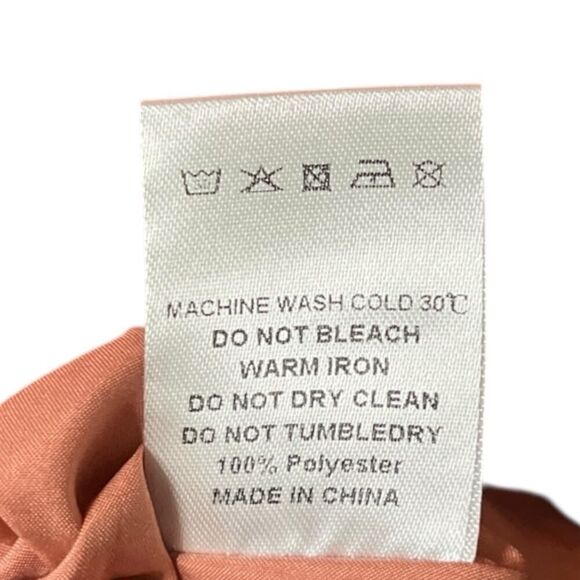 MACHINE WASH COLD 30℃
DO NOT BLEACH
WARM IRON
DO NOT DRY CLEAN
DO NOT TUMBLEDRY
100% Polyester
MADE IN CHINA